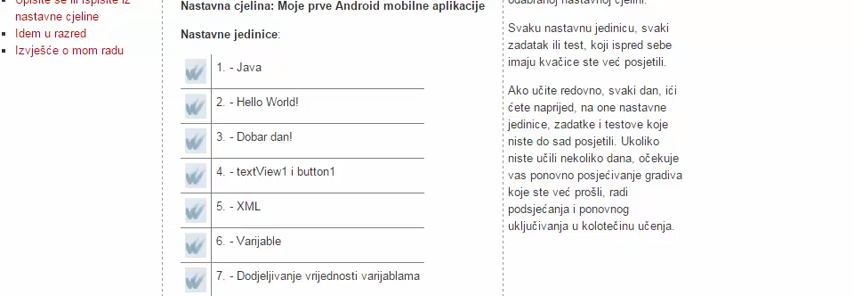 Upišite se ili ispišite iz
nastavne cjeline
Idem u razred
Izvješće o mom radu
Nastavna cjelina: Moje prve Android mobilne aplikacije
Nastavne jedinice:
1. - Java
2. - Hello World!
3. - Dobar dan!
4. - textView1 i button1
5. - XML
6. - Varijable
7. - Dodjeljivanje vrijednosti varijablama
odabranoj nastavnoj cjelini.
Svaku nastavnu jedinicu, svaki
zadatak ili test, koji ispred sebe
imaju kvačice ste već posjetili.
Ako učite redovno, svaki dan, ići
ćete naprijed, na one nastavne
jedinice, zadatke i testove koje
niste do sad posjetili. Ukoliko
niste učili nekoliko dana, očekuje
vas ponovno posjećivanje gradiva
koje ste već prošli, radi
podsjećanja i ponovnog
uključivanja u kolotečinu učenja.